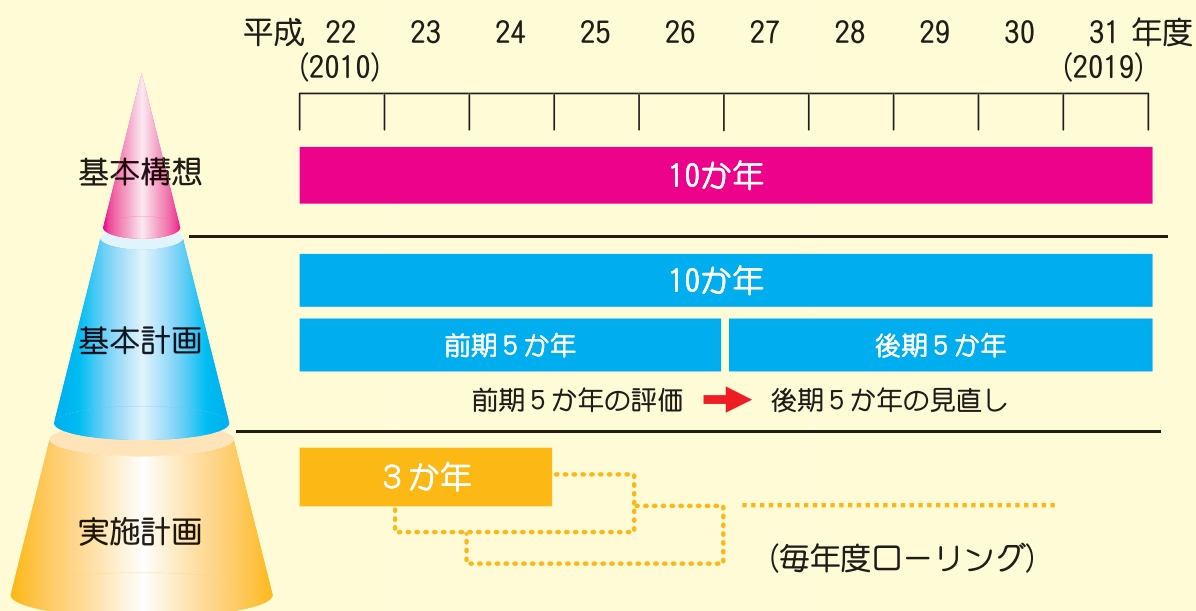 平成 22 23 24 25 26 27 28 29 30 31 年度
(2010) (2019)
基本構想
10か年
10か年
基本計画
前期5か年 後期5か年
前期5か年の評価 後期5か年の見直し
3か年
実施計画
(毎年度ローリング)